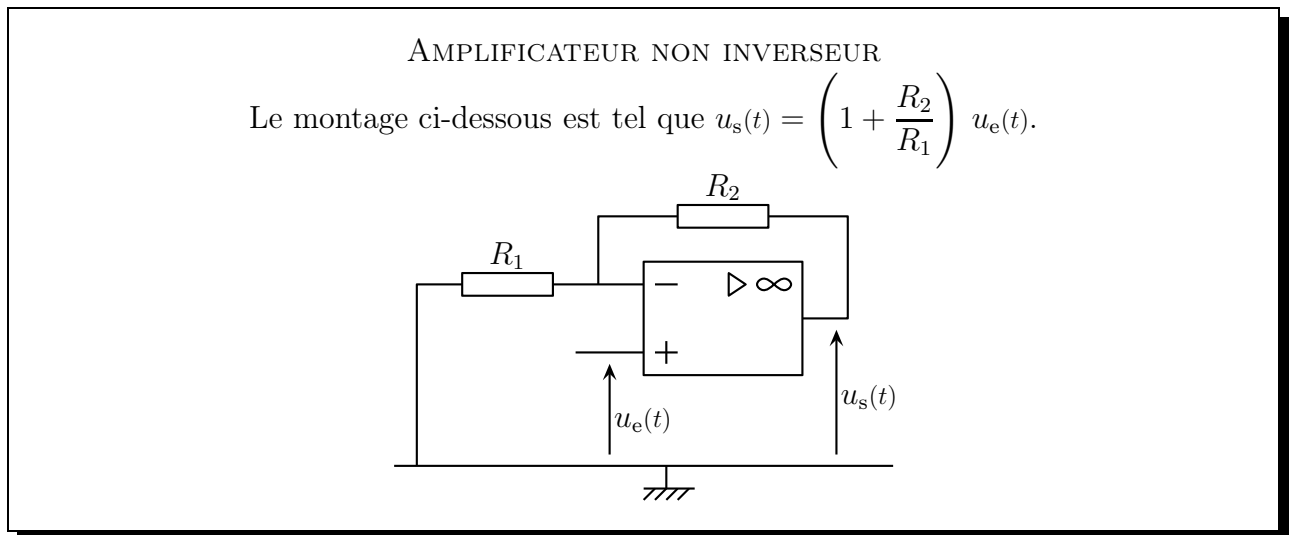 Amplificateur non inverseur
Le montage ci-dessous est tel que u_s(t) = (1 + R_2/R_1) u_e(t).
R_2
R_1
− ▷ ∞
+
u_s(t)
u_e(t)